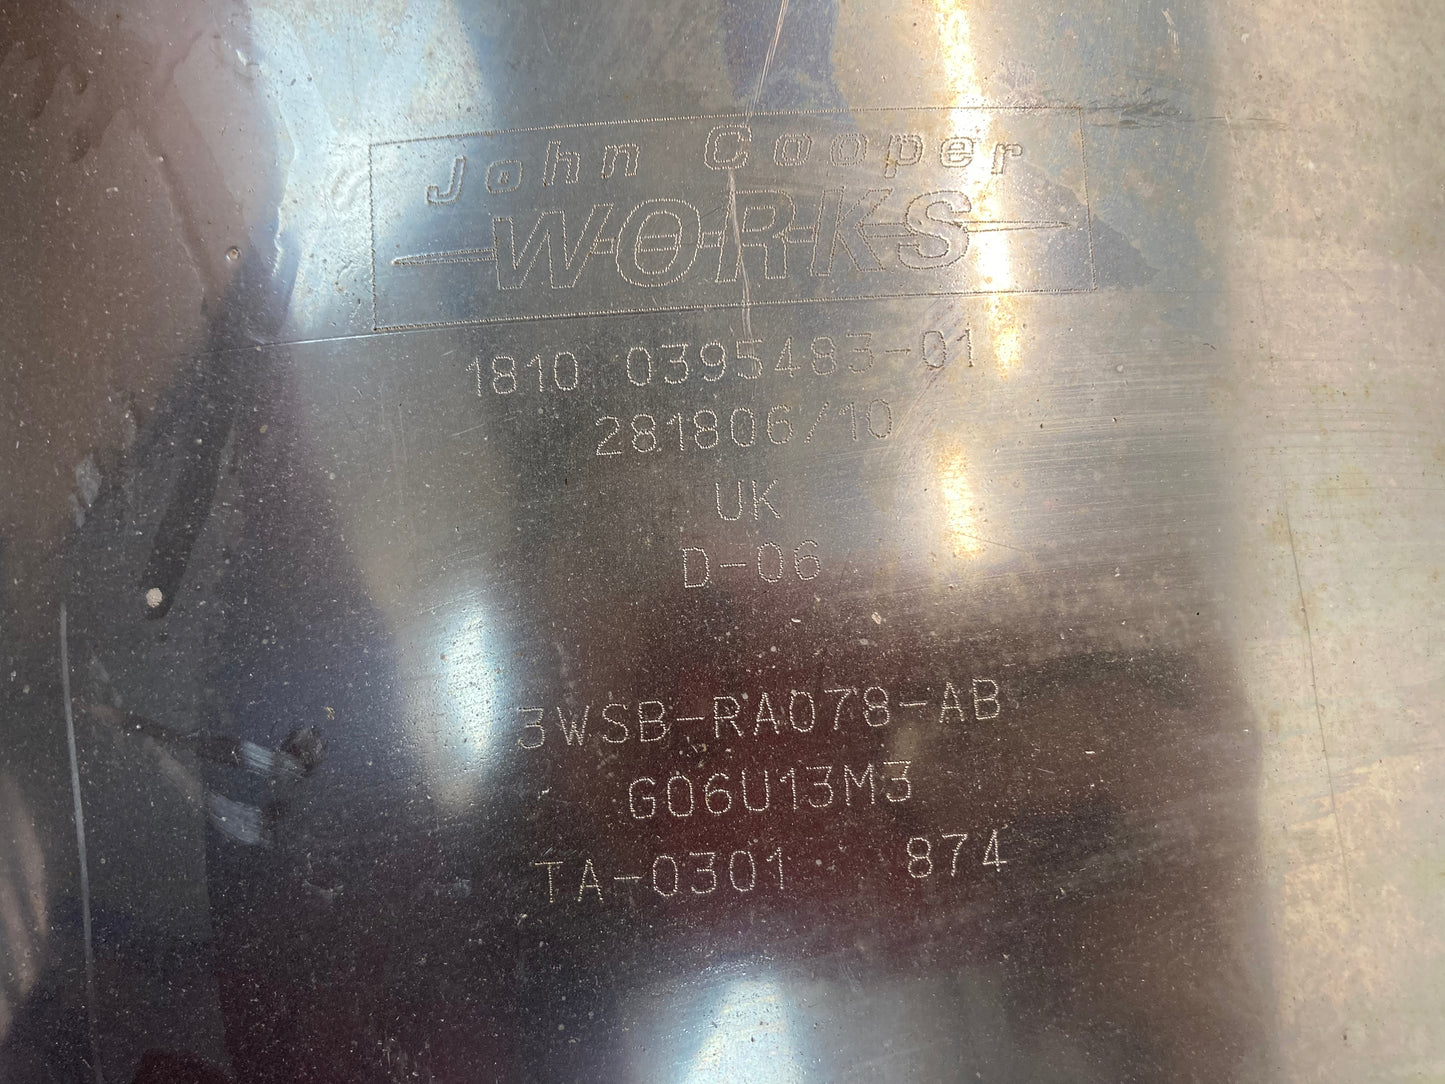 John Cooper
WORKS
1810 0395483-01
281806/10
UK
D-06
3WSB-RA078-AB
G06U13M3
TA-0301 874